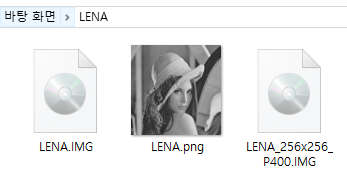 바탕 화면 > LENA
LENA.IMG
LENA.png
LENA_256x256_
P400.IMG